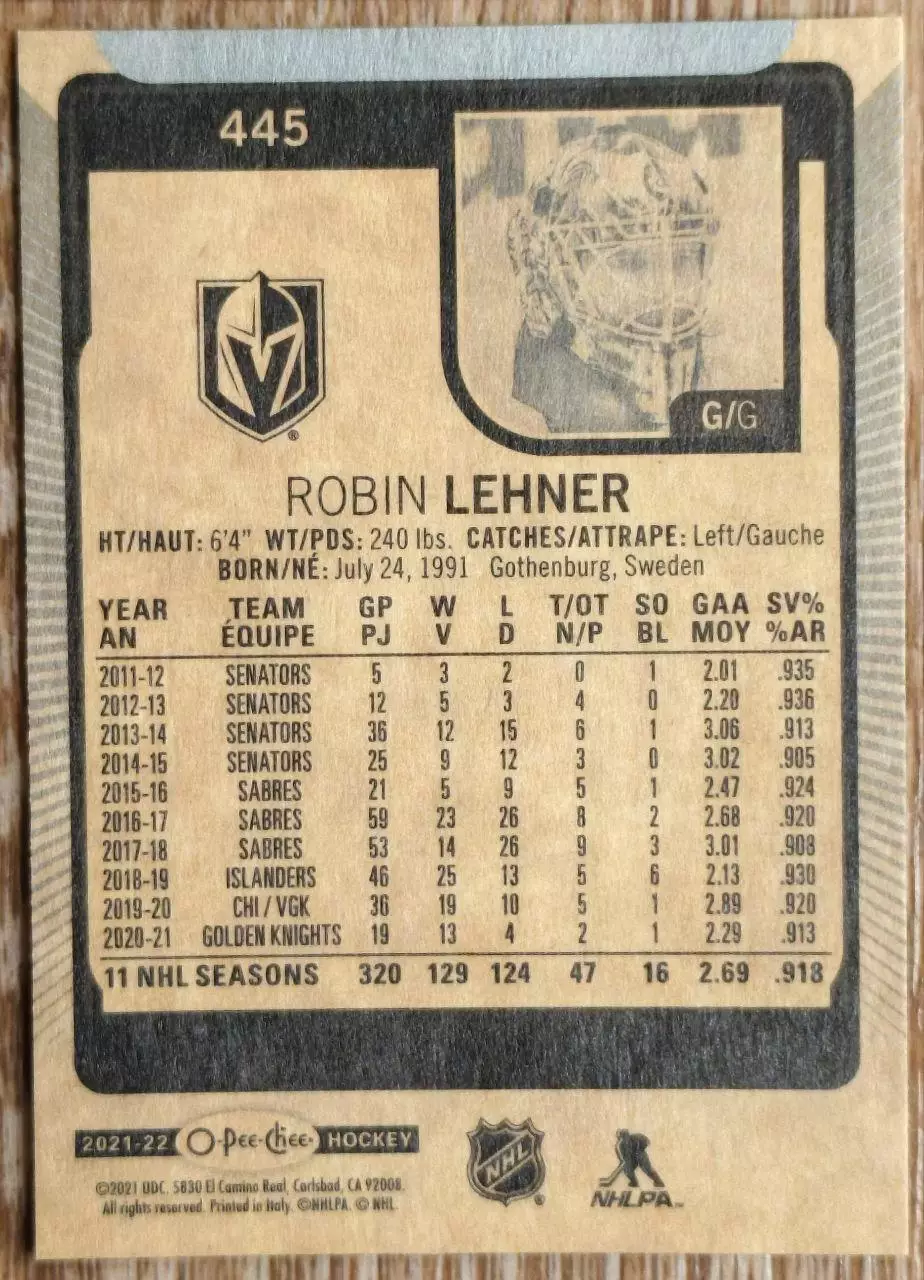 445
G/G
ROBIN LEHNER
HT/HAUT: 6'4" WT/PDS: 240 lbs. CATCHES/ATTRAPE: Left/Gauche
BORN/NÉ: July 24, 1991 Gothenburg, Sweden
YEAR TEAM GP W L T/OT SO GAA SV%
AN ÉQUIPE PJ V D N/P BL MOY %AR
2011-12 SENATORS 5 3 2 0 1 2.01 .935
2012-13 SENATORS 12 5 3 4 0 2.20 .936
2013-14 SENATORS 36 12 15 6 1 3.06 .913
2014-15 SENATORS 25 9 12 3 0 3.02 .905
2015-16 SABRES 21 5 9 5 1 2.47 .924
2016-17 SABRES 59 23 26 8 2 2.68 .920
2017-18 SABRES 53 14 26 9 3 3.01 .908
2018-19 ISLANDERS 46 25 13 5 6 2.13 .930
2019-20 CHI / VGK 36 19 10 5 1 2.89 .920
2020-21 GOLDEN KNIGHTS 19 13 4 2 1 2.29 .913
11 NHL SEASONS 320 129 124 47 16 2.69 .918
2021-22 O-Pee-Chee HOCKEY
©2021 UDC. 5830 El Camino Real, Carlsbad, CA 92008.
All rights reserved. Printed in Italy. ©NHLPA. © NHL.
NHL
NHLPA